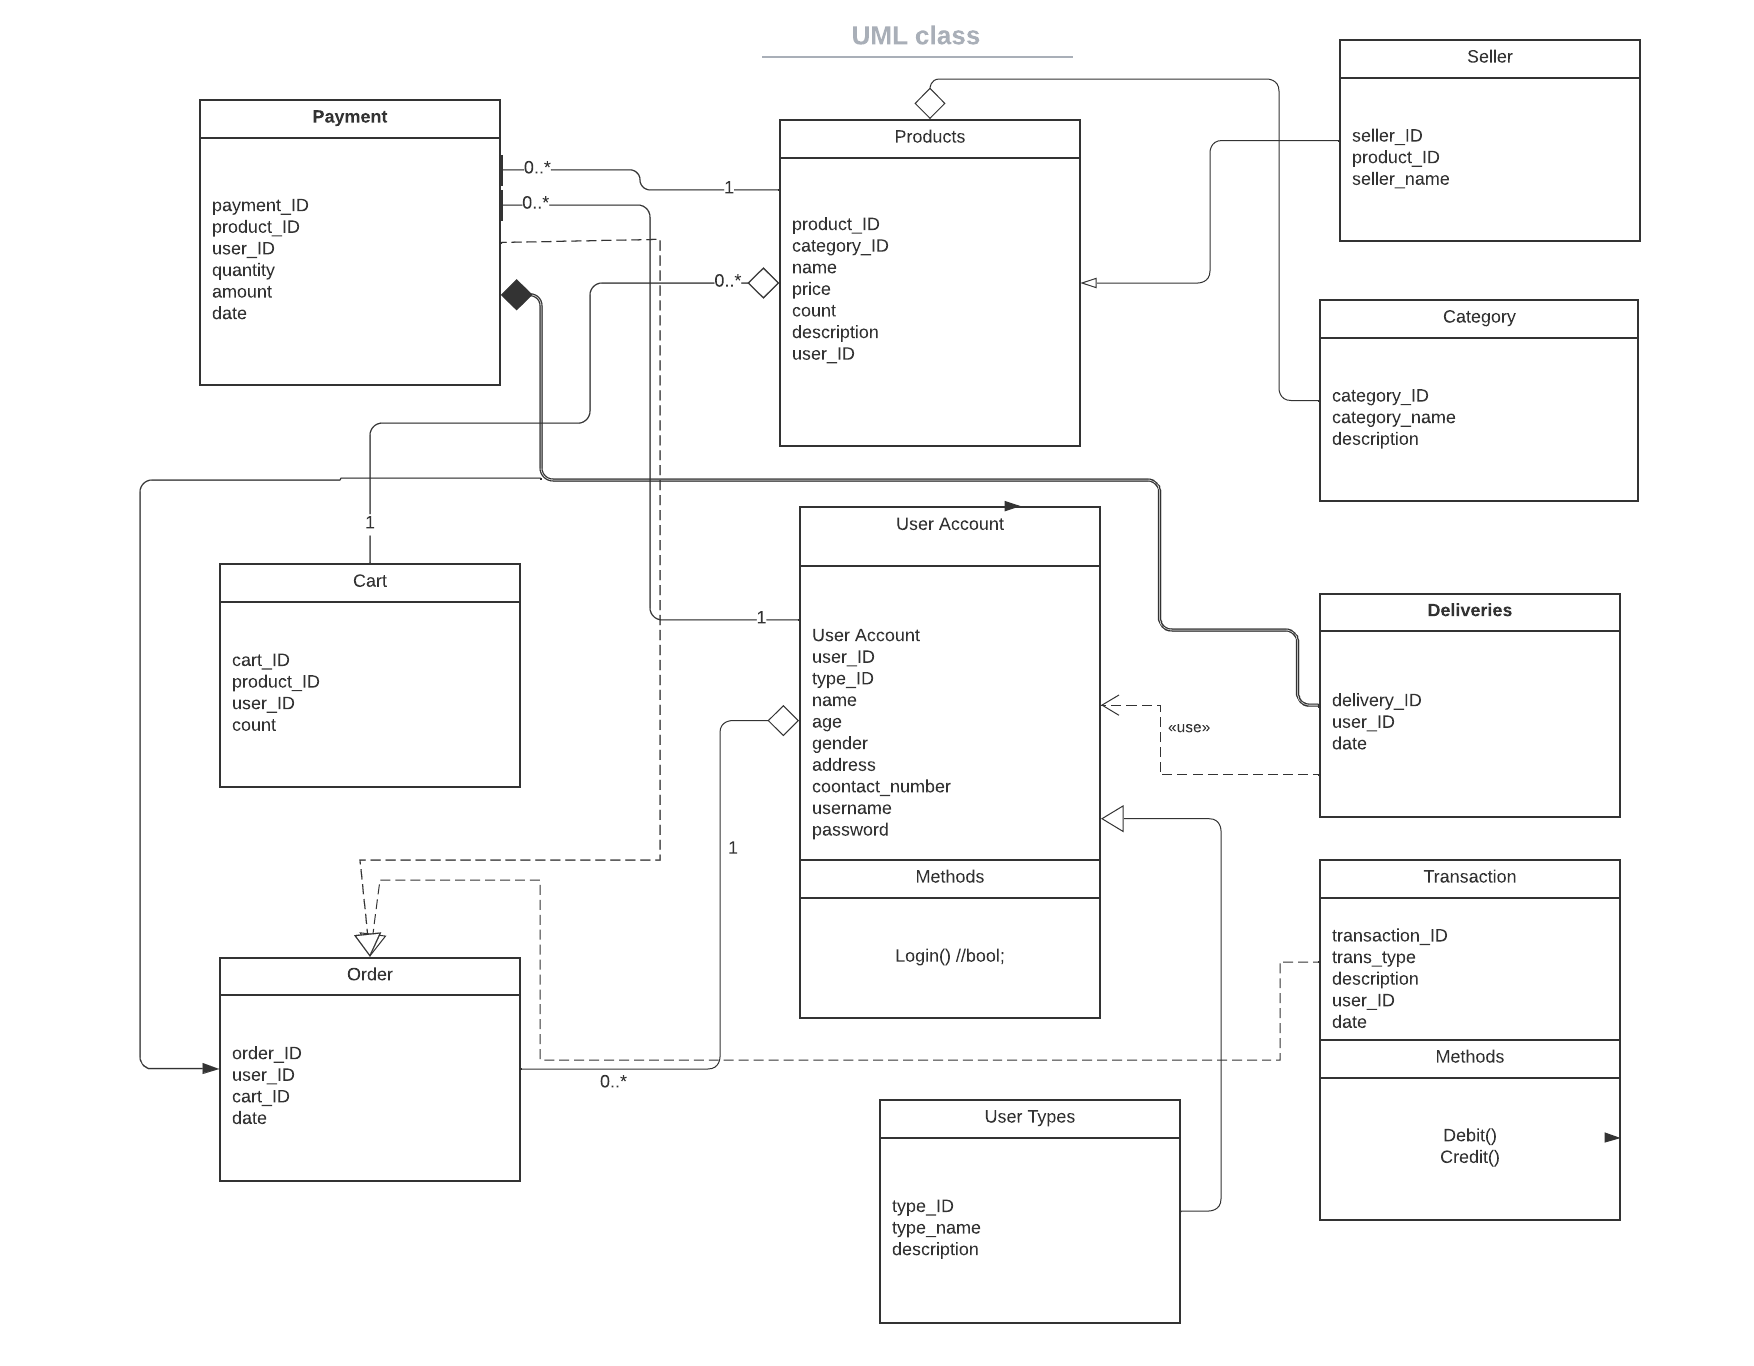 UML class
Seller
seller_ID
product_ID
seller_name
Payment
payment_ID
product_ID
user_ID
quantity
amount
date
0..*
1
0..*
0..*
Products
product_ID
category_ID
name
price
count
description
user_ID
Category
category_ID
category_name
description
1
Cart
cart_ID
product_ID
user_ID
count
1
User Account
User Account
user_ID
type_ID
name
age
gender
address
coontact_number
username
password
Methods
Login() //bool;
«use»
Deliveries
delivery_ID
user_ID
date
1
0..*
Order
order_ID
user_ID
cart_ID
date
Transaction
transaction_ID
trans_type
description
user_ID
date
Methods
Debit()
Credit()
User Types
type_ID
type_name
description